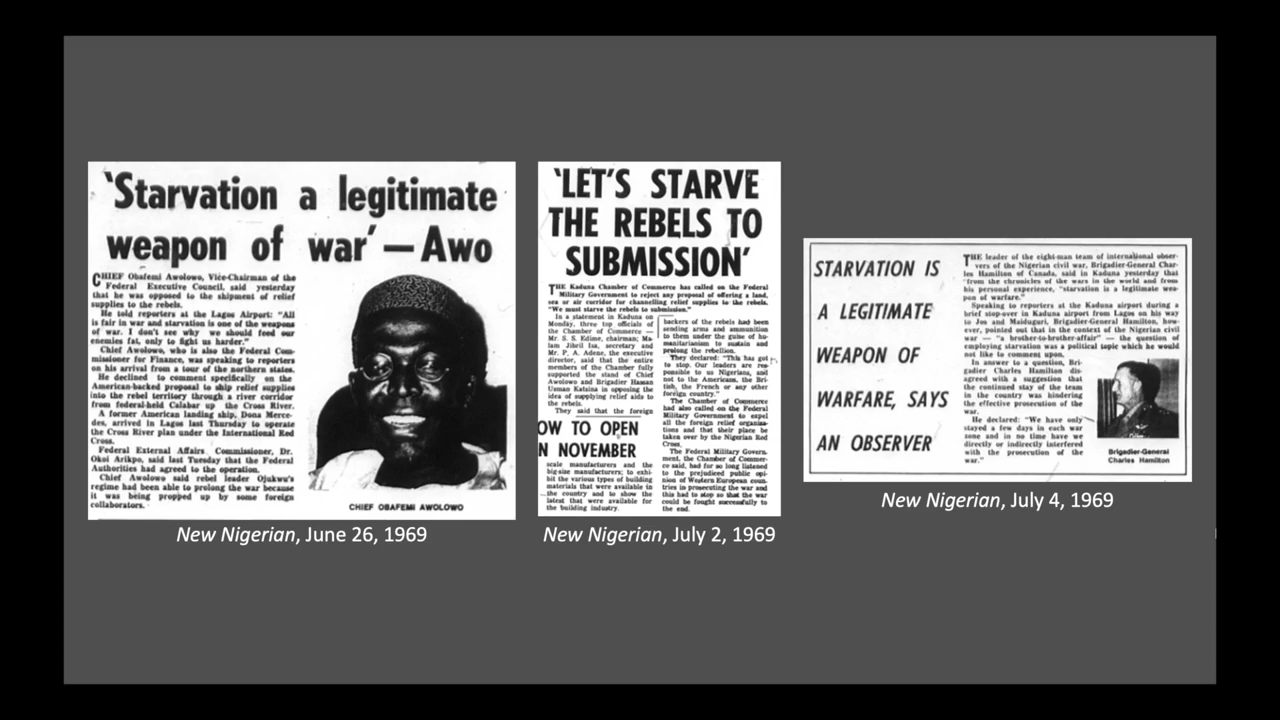 ‘Starvation a legitimate
weapon of war’ — Awo
CHIEF Obafemi Awolowo, Vice-Chairman of the
Federal Executive Council, said yesterday
that he was opposed to the shipment of relief
supplies to the rebels.
He told reporters at the Lagos Airport: "All
is fair in war and starvation is one of the weapons
of war. I don't see why we should feed our
enemies fat, only to fight us harder."
Chief Awolowo, who is also the Federal Com-
missioner for Finance, was speaking to reporters
on his arrival from a tour of the northern states.
He declined to comment specifically on the
American-backed proposal to ship relief supplies
into the rebel territory through a river corridor
from federal-held Calabar up the Cross River.
A former American landing ship, Dona Merce-
des, arrived in Lagos last Thursday to operate
the Cross River plan under the International Red
Cross.
Federal External Affairs Commissioner, Dr.
Okoi Arikpo, said last Tuesday that the Federal
Authorities had agreed to the operation.
Chief Awolowo said rebel leader Ojukwu's
regime had been able to prolong the war because
it was being propped up by some foreign
collaborators.
CHIEF OBAFEMI AWOLOWO
New Nigerian, June 26, 1969
‘LET'S STARVE
THE REBELS TO
SUBMISSION’
THE Kaduna Chamber of Commerce has called on the Federal
Military Government to reject any proposal of offering a land,
sea or air corridor for channelling relief supplies to the rebels.
"We must starve the rebels to submission."
In a statement in Kaduna on
Monday, three top officials of
the Chamber of Commerce —
Mr. S. S. Edime, chairman; Ma-
lam Jibril Isa, secretary and
Mr. P. A. Adene, the executive
director, said that the entire
members of the Chamber fully
supported the stand of Chief
Awolowo and Brigadier Hassan
Usman Katsina in opposing the
idea of supplying relief aids to
the rebels.
They said that the foreign
OW TO OPEN
N NOVEMBER
scale manufacturers and the
big-size manufacturers; to exhi-
bit the various types of building
materials that were available in
the country and to show the
latest that were available for
the building industry.
backers of the rebels had been
sending arms and ammunition
to them under the guise of hu-
manitarianism to sustain and
prolong the rebellion.
They declared: "This has got
to stop. Our leaders are res-
ponsible to us Nigerians, and
not to the Americans, the Bri-
tish, the French or any other
foreign country."
The Chamber of Commerce
had also called on the Federal
Military Government to expel
all the foreign relief organisa-
tions and that their place be
taken over by the Nigerian Red
Cross.
The Federal Military Govern-
ment, the Chamber of Commer-
ce said, had for so long listened
to the prejudiced public opi-
nion of Western European coun-
tries in prosecuting the war and
this had to stop so that the war
could be fought successfully to
the end.
New Nigerian, July 2, 1969
STARVATION IS
A LEGITIMATE
WEAPON OF
WARFARE, SAYS
AN OBSERVER
THE leader of the eight-man team of international obser-
vers of the Nigerian civil war, Brigadier-General Char-
les Hamilton of Canada, said in Kaduna yesterday that
"from the chronicles of the wars in the world and from
his personal experience, "starvation is a legitimate wea-
pon of warfare."
Speaking to reporters at the Kaduna airport during a
brief stop-over in Kaduna airport from Lagos on his way
to Jos and Maiduguri, Brigadier-General Hamilton, how-
ever, pointed out that in the context of the Nigerian civil
war — "a brother-to-brother-affair" — the question of
employing starvation was a political topic which he would
not like to comment upon.
In answer to a question, Bri-
gadier Charles Hamilton dis-
agreed with a suggestion that
the continued stay of the team
in the country was hindering
the effective prosecution of the
war.
He declared: "We have only
stayed a few days in each war
zone and in no time have we
directly or indirectly interfered
with the prosecution of the
war."
Brigadier-General
Charles Hamilton
New Nigerian, July 4, 1969